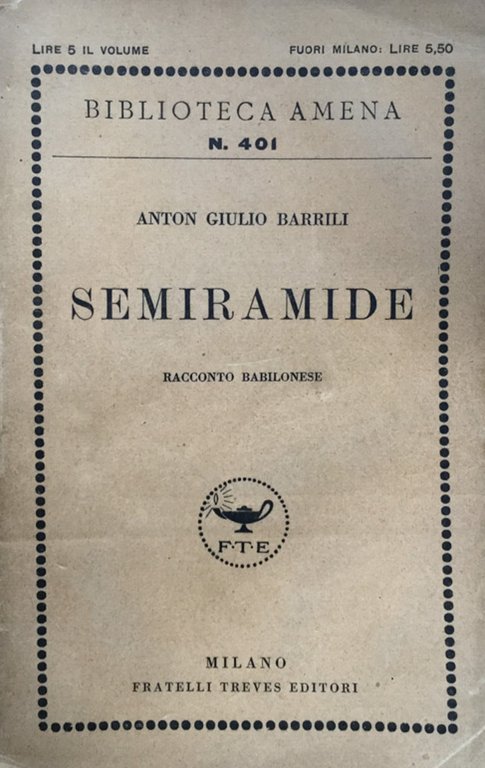 LIRE 5 IL VOLUME FUORI MILANO: LIRE 5,50
BIBLIOTECA AMENA
N. 401
ANTON GIULIO BARRILI
SEMIRAMIDE
RACCONTO BABILONESE
F·T·E
MILANO
FRATELLI TREVES EDITORI